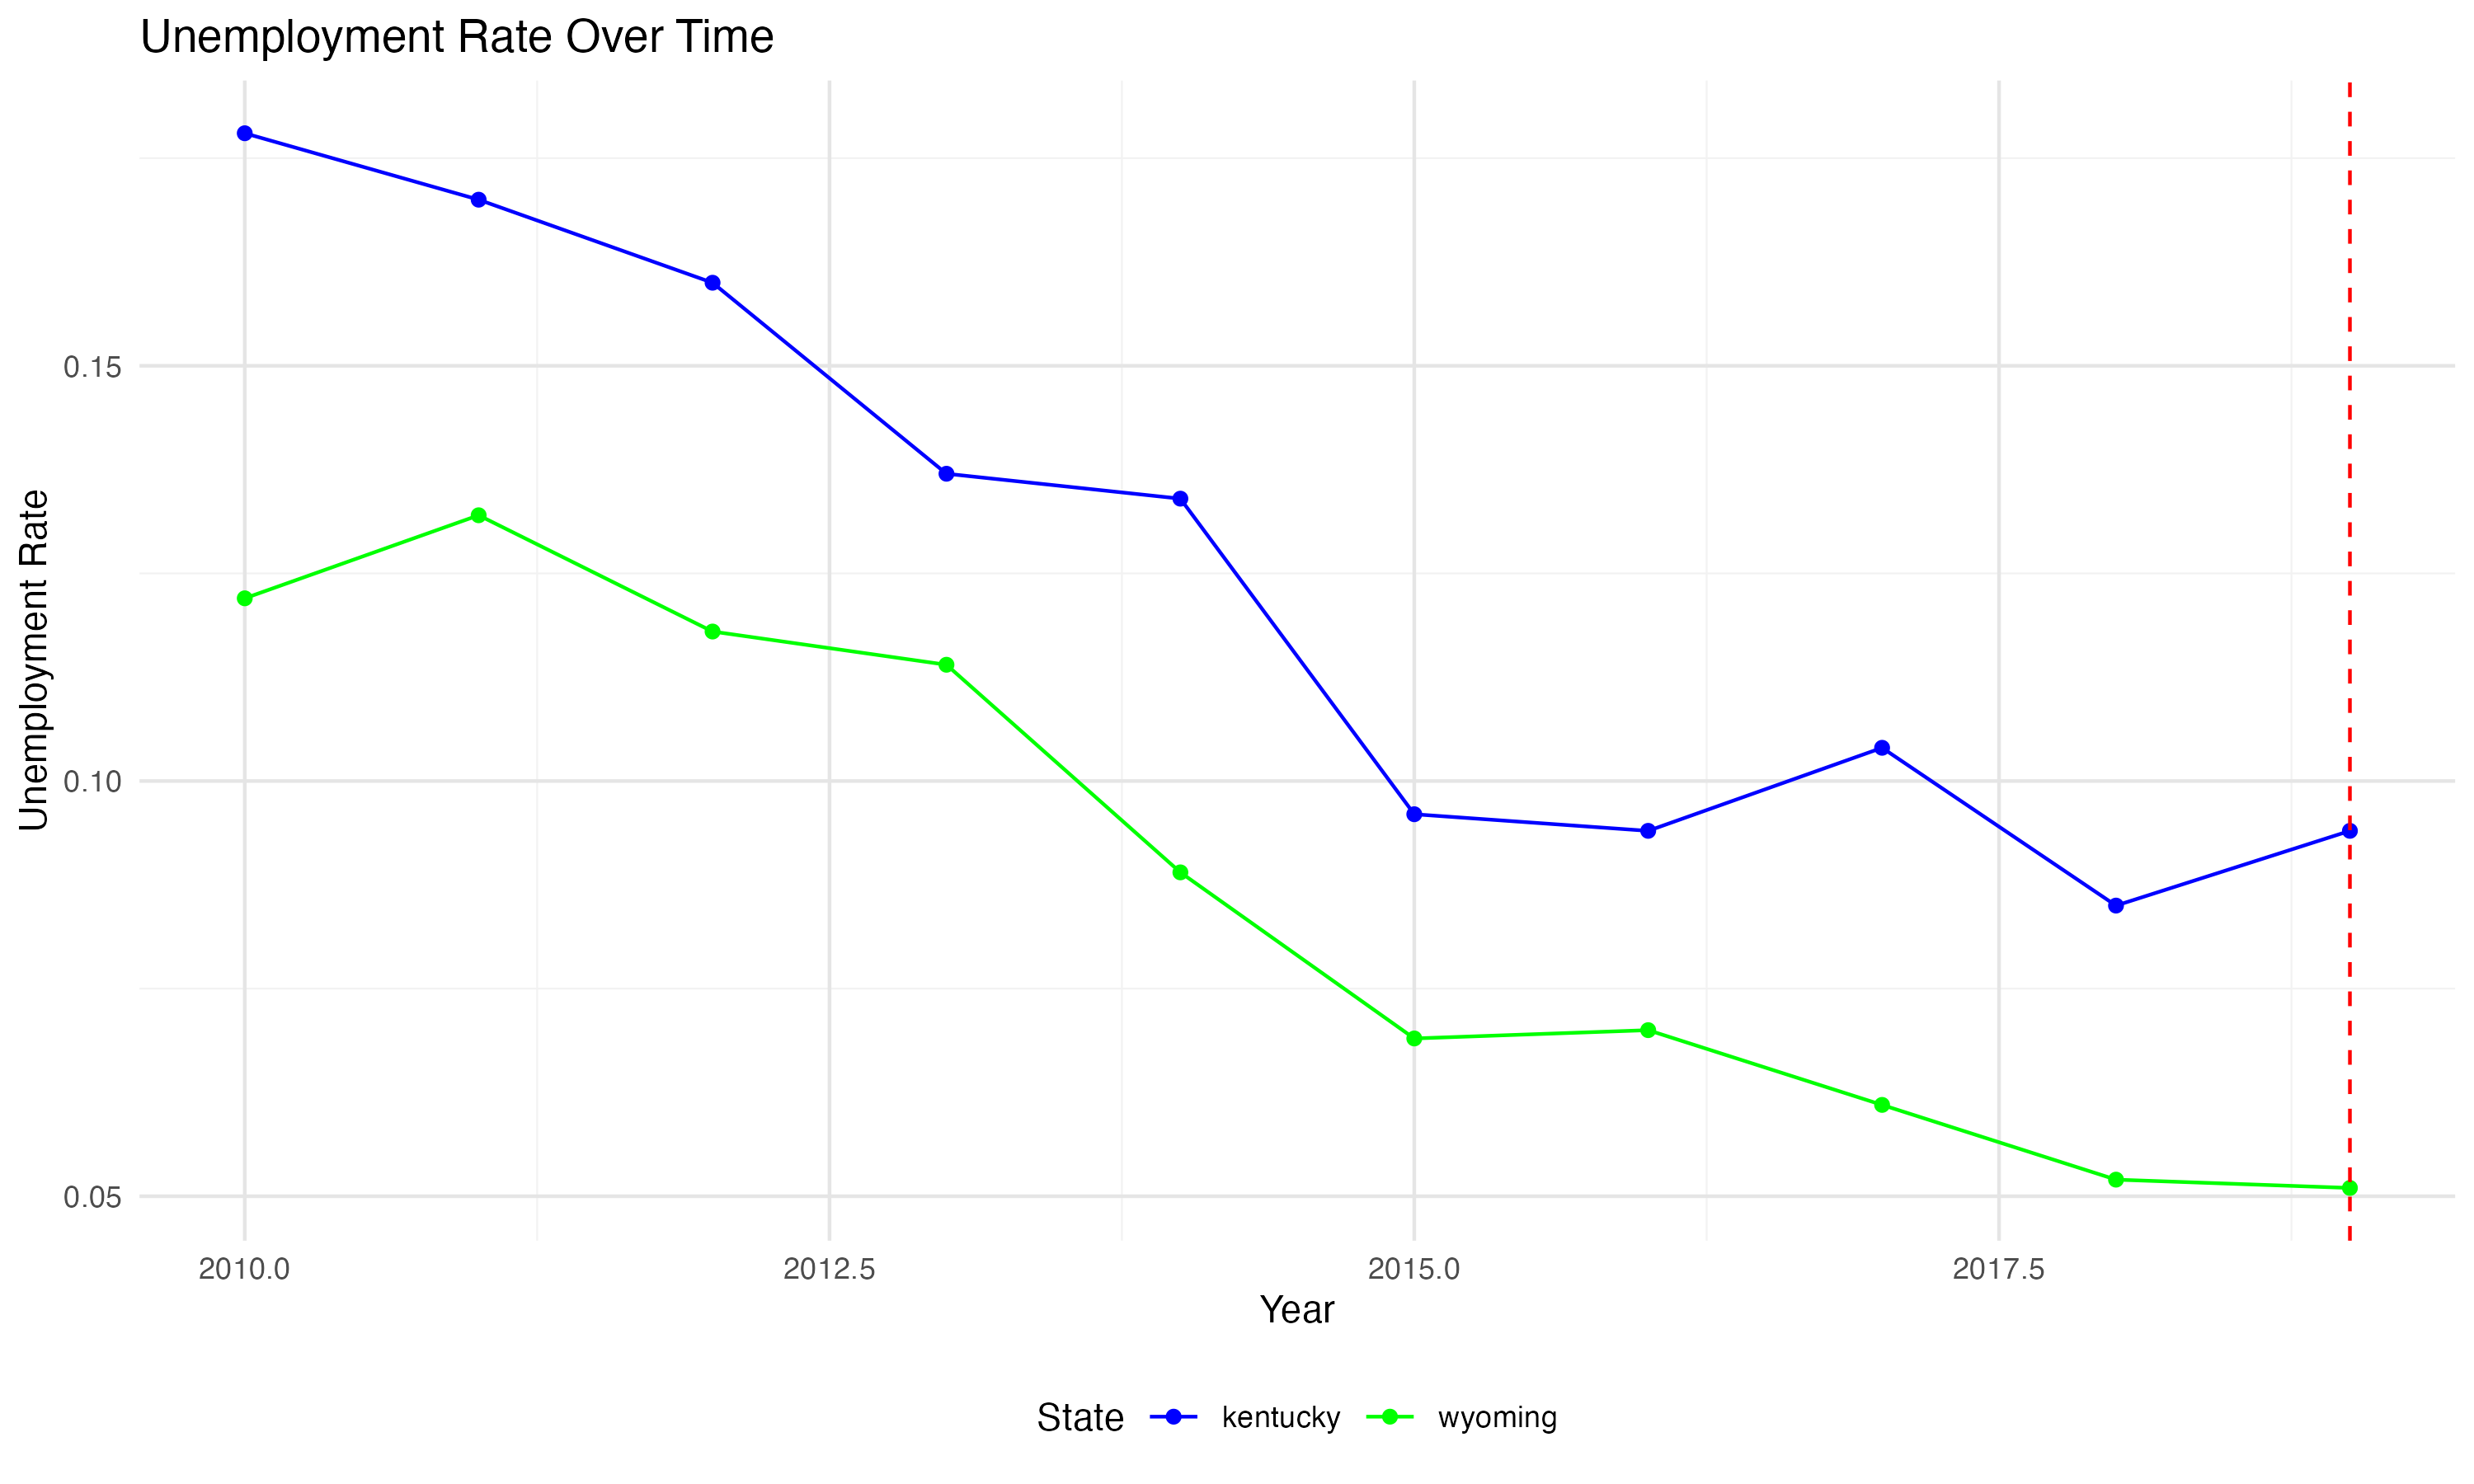 Unemployment Rate Over Time
Unemployment Rate
0.15
0.10
0.05
2010.0 2012.5 2015.0 2017.5
Year
State kentucky wyoming